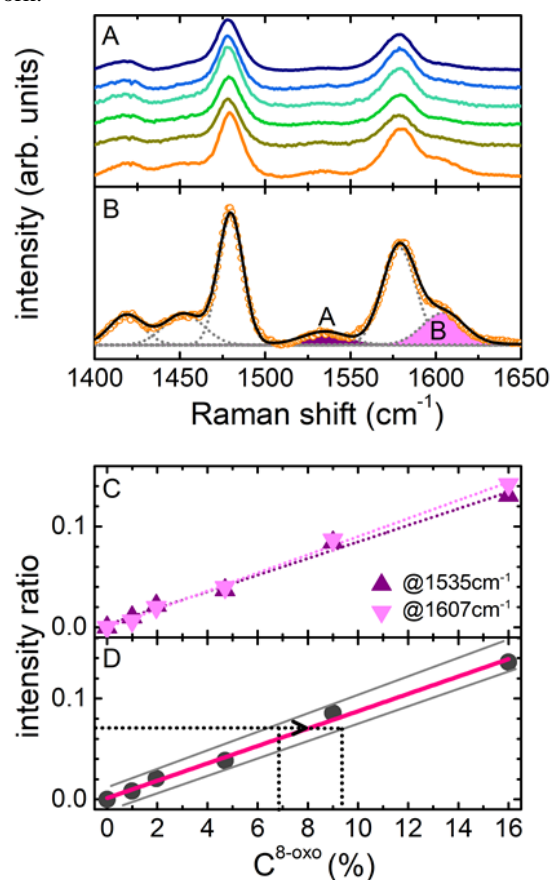 A
B
A
B
intensity (arb. units)
1400 1450 1500 1550 1600 1650
Raman shift (cm⁻¹)
C
0.1
0.0
@1535cm⁻¹
@1607cm⁻¹
D
0.1
0.0
intensity ratio
0 2 4 6 8 10 12 14 16
C⁸⁻ᵒˣᵒ (%)